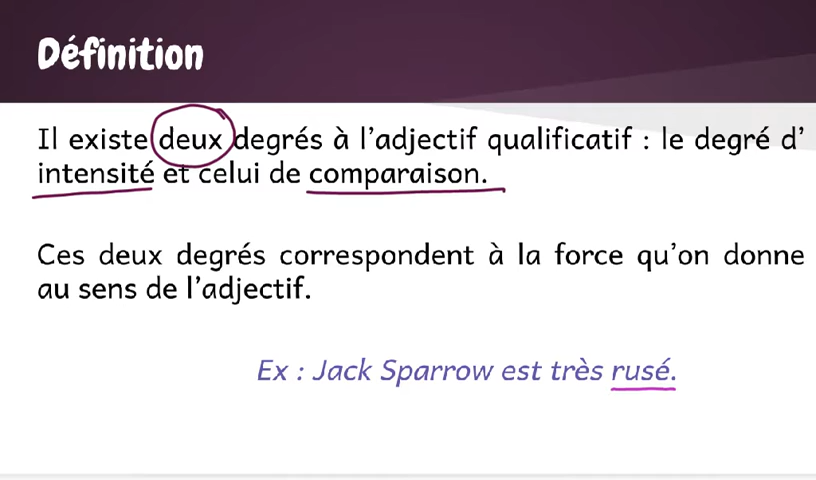 Définition
Il existe deux degrés à l'adjectif qualificatif : le degré d'
intensité et celui de comparaison.
Ces deux degrés correspondent à la force qu'on donne
au sens de l'adjectif.
Ex : Jack Sparrow est très rusé.